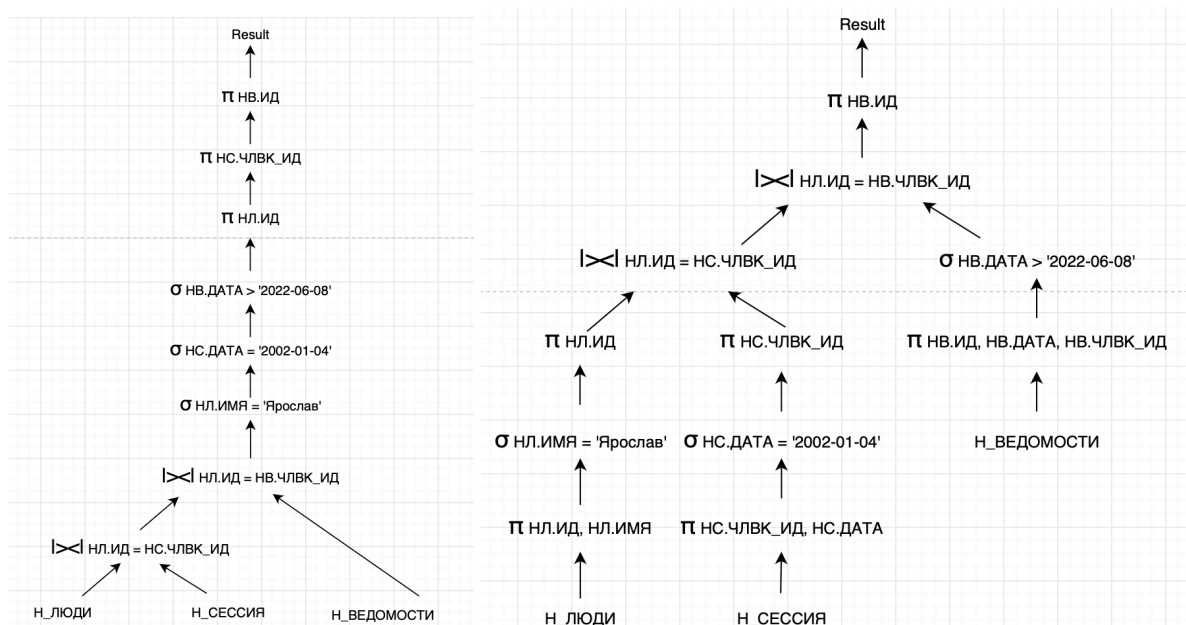 Result
π НВ.ИД
π НС.ЧЛВК_ИД
π НЛ.ИД
σ НВ.ДАТА > '2022-06-08'
σ НС.ДАТА = '2002-01-04'
σ НЛ.ИМЯ = 'Ярослав'
|><| НЛ.ИД = НВ.ЧЛВК_ИД
|><| НЛ.ИД = НС.ЧЛВК_ИД
Н_ЛЮДИ
Н_СЕССИЯ
Н_ВЕДОМОСТИ
Result
π НВ.ИД
|><| НЛ.ИД = НВ.ЧЛВК_ИД
|><| НЛ.ИД = НС.ЧЛВК_ИД
σ НВ.ДАТА > '2022-06-08'
π НЛ.ИД
π НС.ЧЛВК_ИД
π НВ.ИД, НВ.ДАТА, НВ.ЧЛВК_ИД
σ НЛ.ИМЯ = 'Ярослав'
σ НС.ДАТА = '2002-01-04'
Н_ВЕДОМОСТИ
π НЛ.ИД, НЛ.ИМЯ
π НС.ЧЛВК_ИД, НС.ДАТА
Н_ЛЮДИ
Н_СЕССИЯ